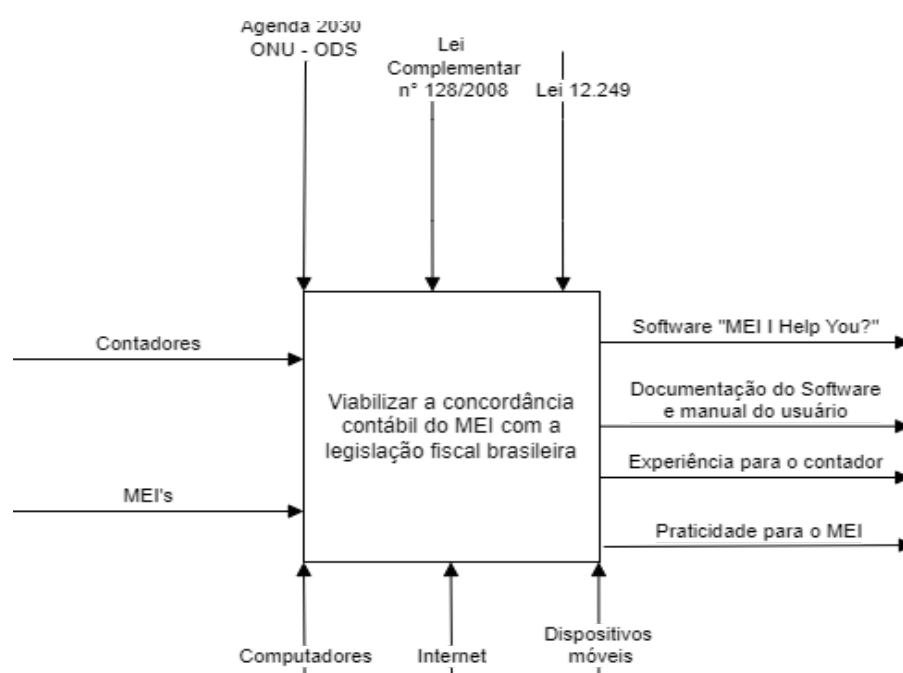 Agenda 2030
ONU - ODS
Lei
Complementar
n° 128/2008
Lei 12.249
Contadores
MEI's
Viabilizar a concordância
contábil do MEI com a
legislação fiscal brasileira
Software "MEI I Help You?"
Documentação do Software
e manual do usuário
Experiência para o contador
Praticidade para o MEI
Computadores
Internet
Dispositivos
móveis